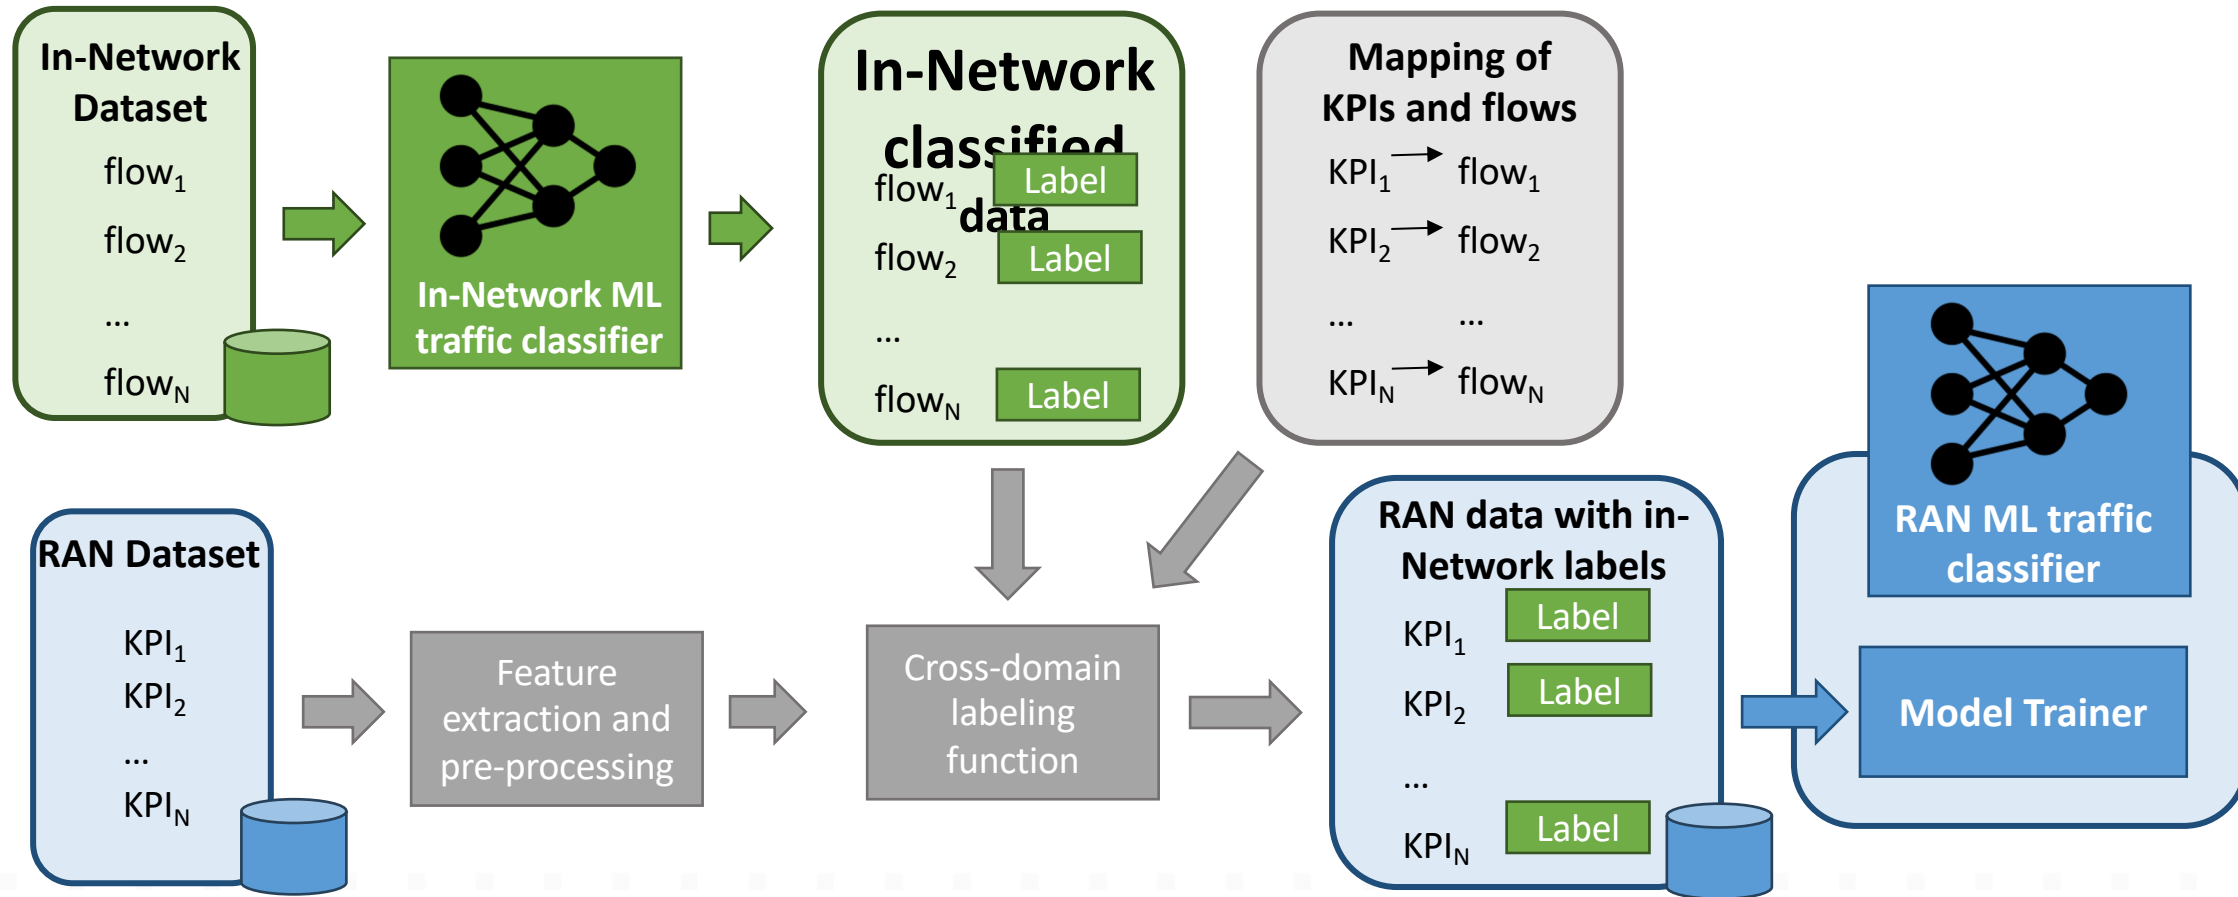 In-Network
Dataset
flow1
flow2
...
flowN
In-Network ML
traffic classifier
In-Network
classified
data
flow1 Label
flow2 Label
...
flowN Label
Mapping of
KPIs and flows
KPI1 flow1
KPI2 flow2
... ...
KPIN flowN
RAN Dataset
KPI1
KPI2
...
KPIN
Feature
extraction and
pre-processing
Cross-domain
labeling
function
RAN data with in-
Network labels
KPI1 Label
KPI2 Label
...
KPIN Label
RAN ML traffic
classifier
Model Trainer